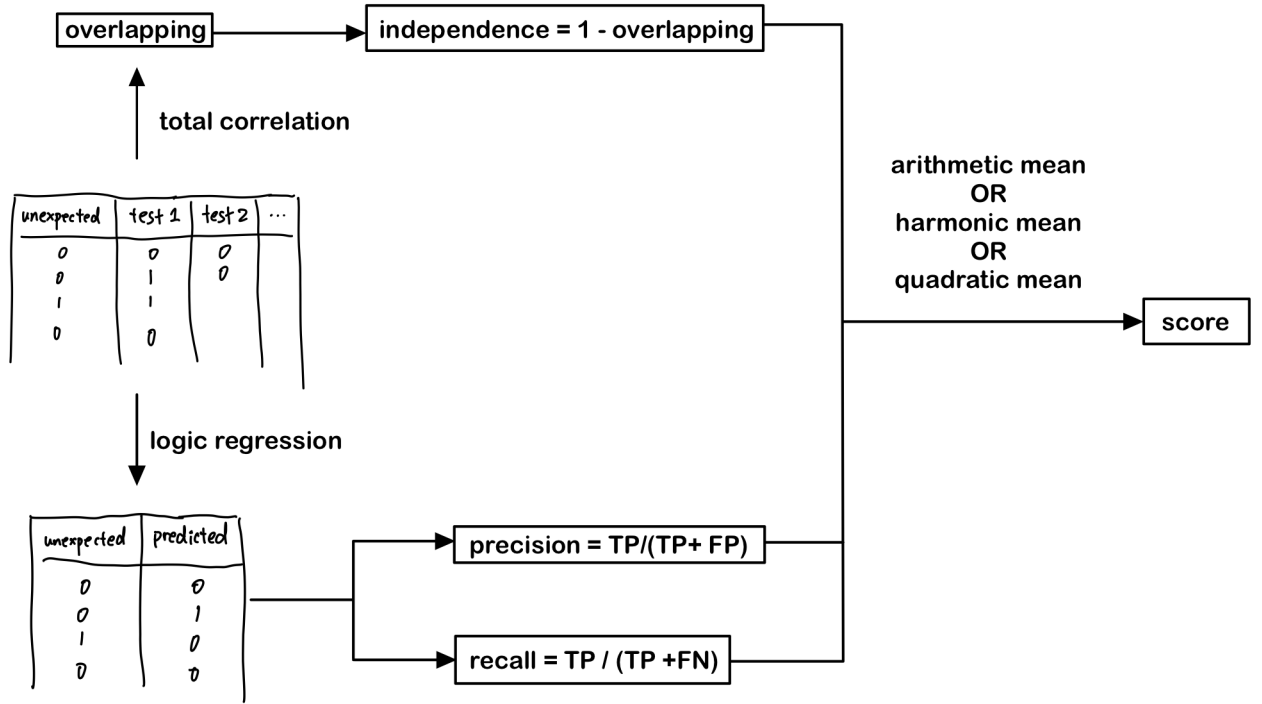 overlapping
independence = 1 - overlapping
total correlation
arithmetic mean
OR
harmonic mean
OR
quadratic mean
score
unexpected test 1 test 2 ...
0 0 0
0 1 0
1 1
0 0
logic regression
unexpected predicted
0 0
0 1
1 0
0 0
precision = TP/(TP+ FP)
recall = TP / (TP +FN)